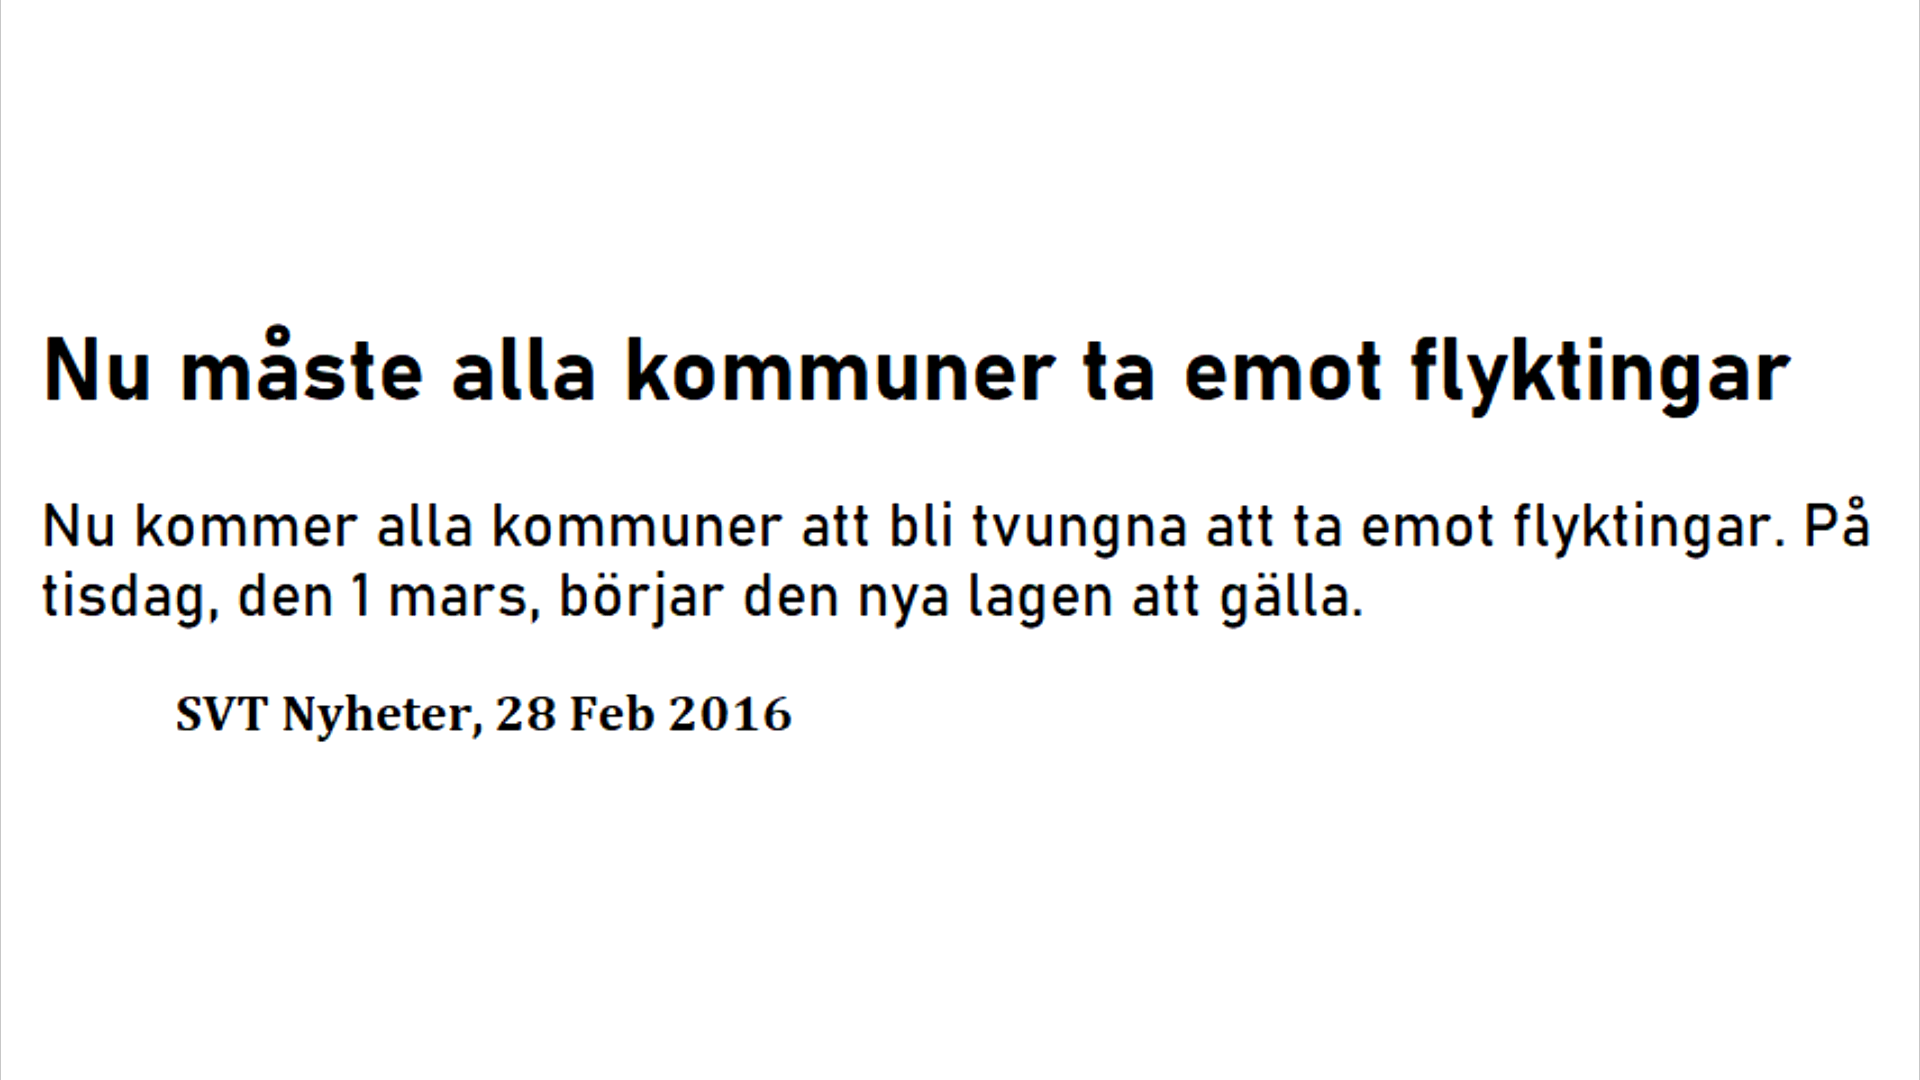 Nu måste alla kommuner ta emot flyktingar
Nu kommer alla kommuner att bli tvungna att ta emot flyktingar. På
tisdag, den 1 mars, börjar den nya lagen att gälla.
SVT Nyheter, 28 Feb 2016